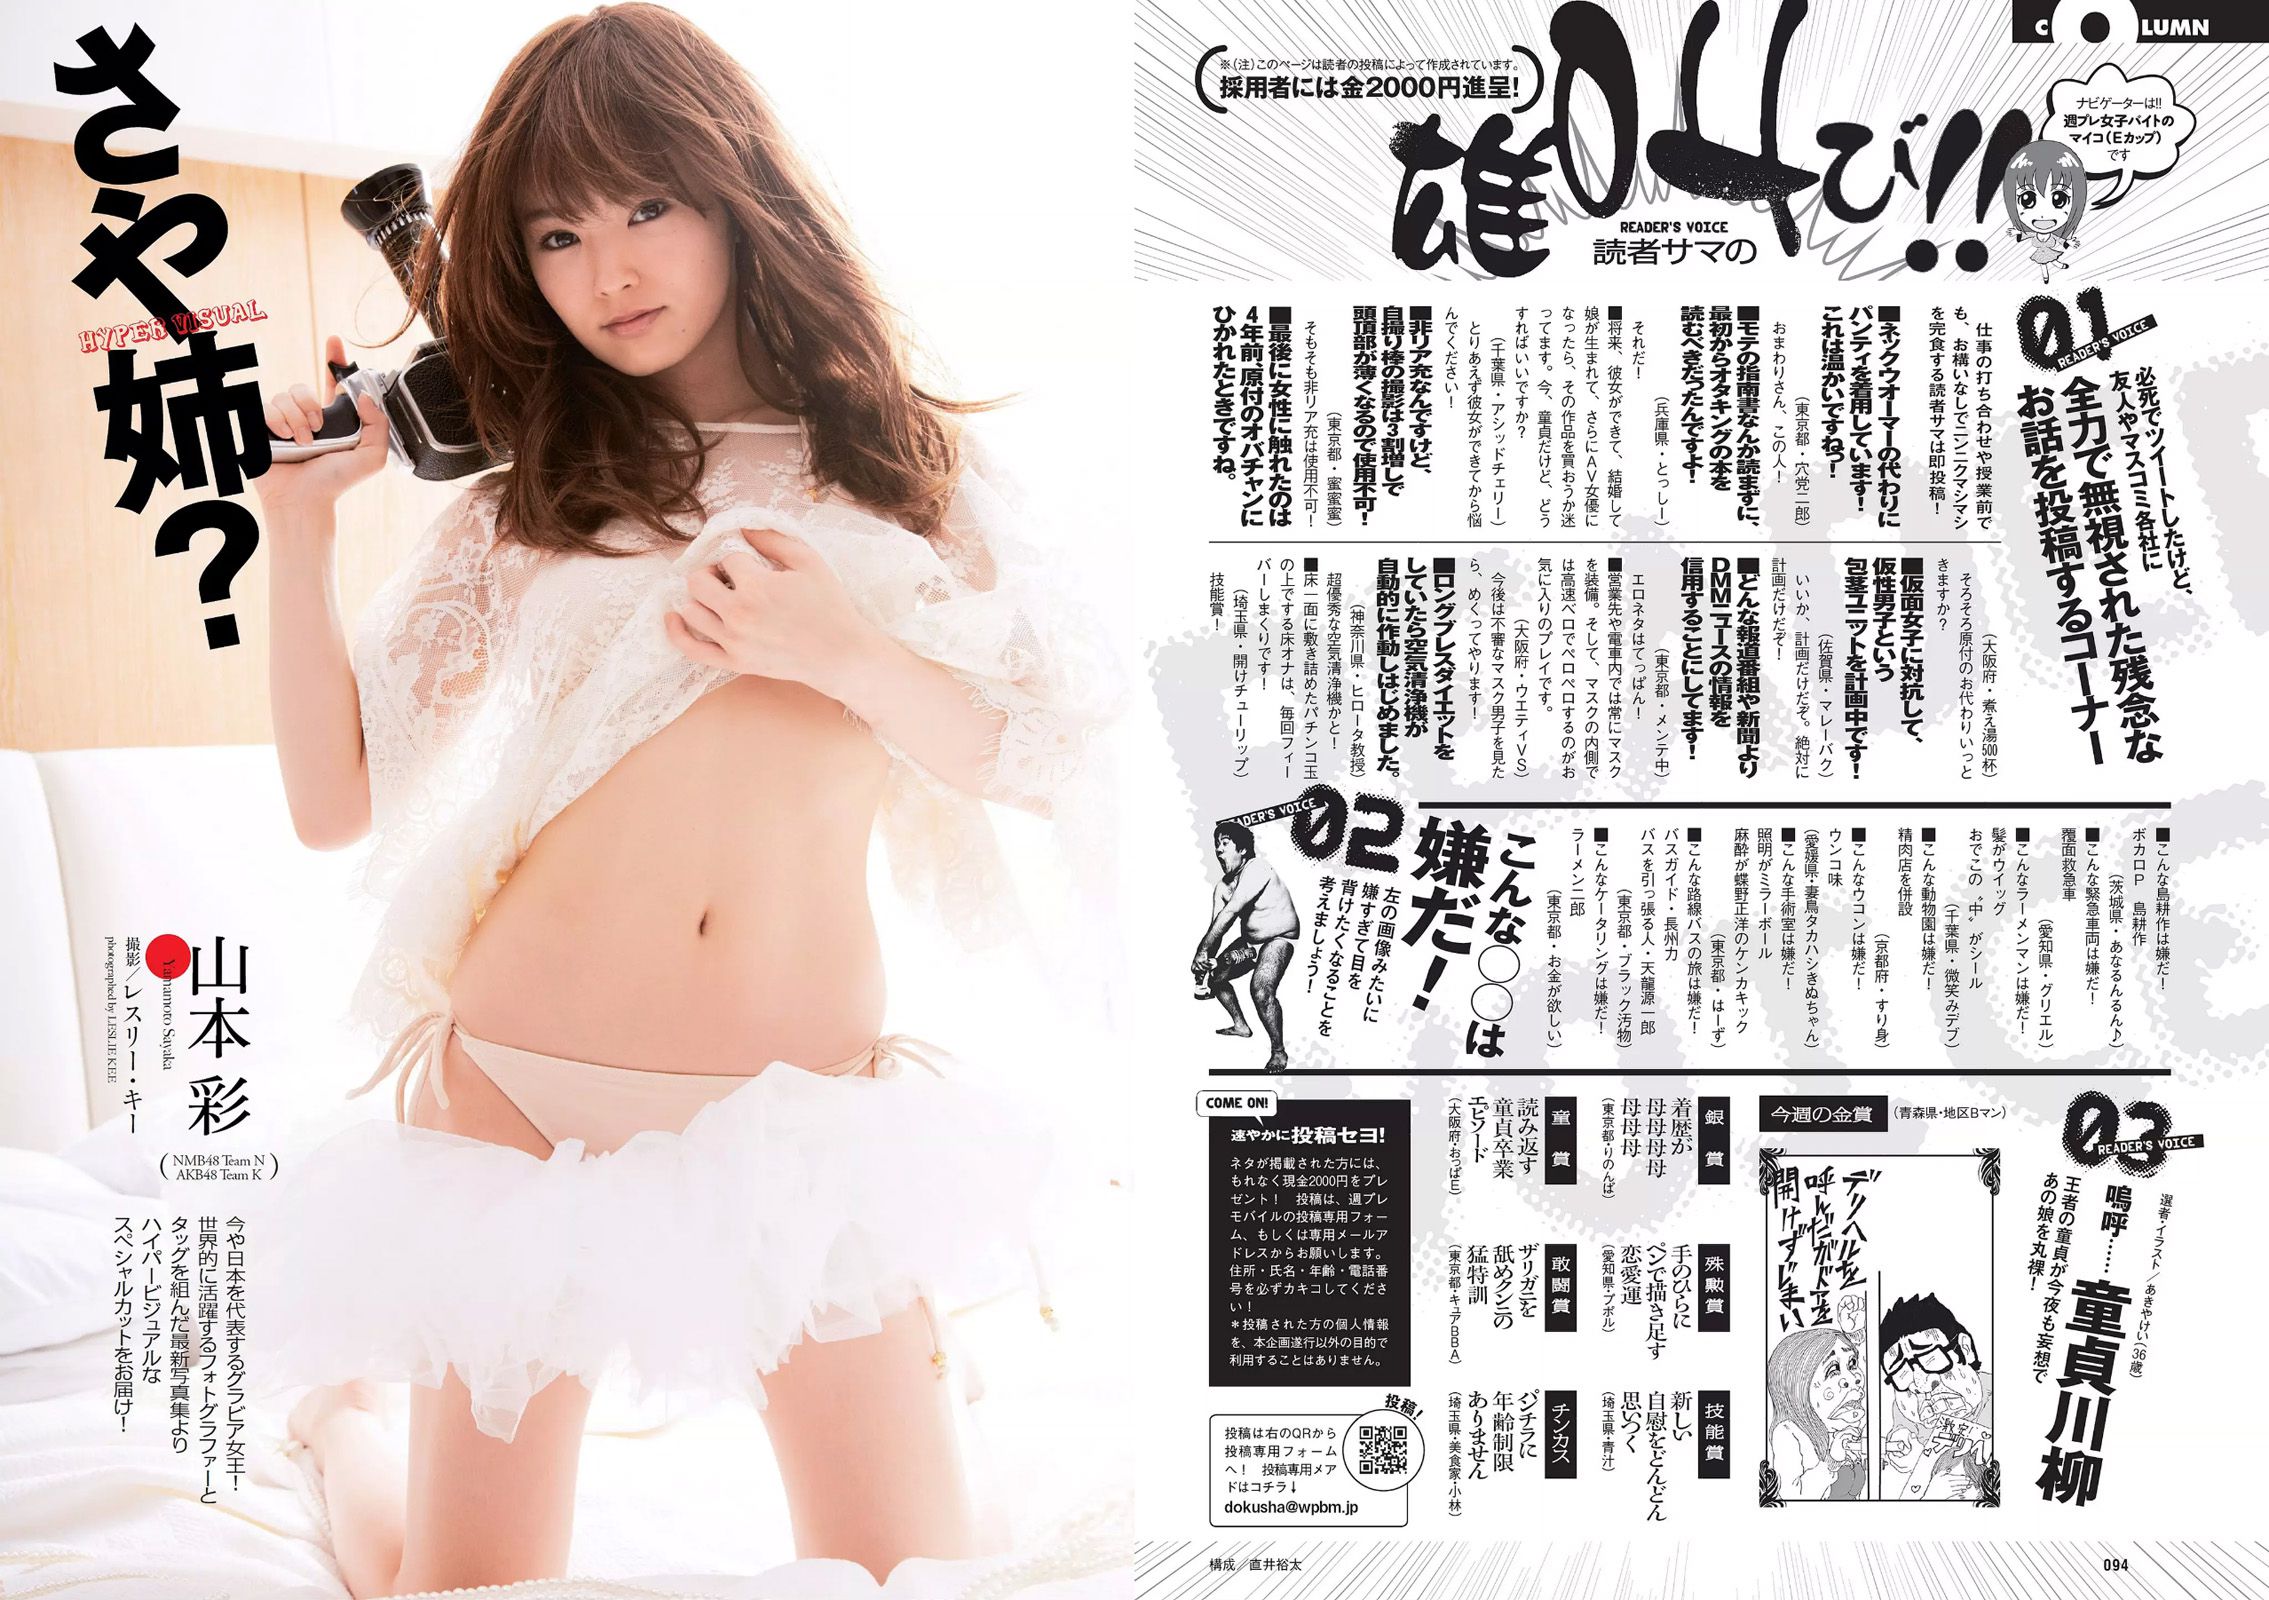 さや姉?
HYPER VISUAL
山本 彩
Yamamoto Sayaka
(NMB48 Team N
AKB48 Team K)
撮影/レスリー・キー
photographed by LESLIE KEE
今や日本を代表するグラビア女王!
世界的に活躍するフォトグラファーと
タッグを組んだ最新写真集より
ハイパービジュアルな
スペシャルカットをお届け!
COLUMN
※(注)このページは読者の投稿によって作成されています。
採用者には金2000円進呈!
READER'S VOICE
読者サマの
雄叫び!!
ナビゲーターは!!
週プレ女子バイトの
マイコ(Eカップ)
です
01
READER'S VOICE
必死でツイートしたけど、
友人やマスコミ各社に
全力で無視された残念な
お話を投稿するコーナー
仕事の打ち合わせや授業前で
も、お構いなしでニンニクマシマシ
を完食する読者サマは即投稿!
■ネックウオーマーの代わりに
パンティを着用しています!
これは温かいですねっ!
(東京都・穴党二郎)
おまわりさん、この人!
■モテの指南書なんか読まずに、
最初からオタキングの本を
読むべきだったんですよ!
(兵庫県・とっしー)
それだ!
■将来、彼女ができて、結婚して
娘が生まれて、さらにAV女優に
なったら、その作品を買おうか迷
ってます。今、童貞だけど、どう
すればいいですか?
(千葉県・アシッドチェリー)
とりあえず彼女ができてから悩
んでください!
■非リア充なんですけど、
自撮り棒の撮影は3割増しで
頭頂部が薄くなるので使用不可!
(東京都・蜜蜜蜜)
そもそも非リア充は使用不可!
■最後に女性に触れたのは
4年前、原付のオバチャンに
ひかれたときですね。
(大阪府・煮え湯500杯)
そろそろ原付のお代わりいっと
きますか?
■仮面女子に対抗して、
仮性男子という
包茎ユニットを計画中です!
(佐賀県・マレーバク)
いいか、計画だけだぞ。絶対に
計画だけだぞ!
■どんな報道番組や新聞より
DMMニュースの情報を
信用することにしてます!
(東京都・メンテ中)
エロネタはてっぱん!
■営業先や電車内では常にマスク
を装備。そして、マスクの内側で
は高速ベロでペロペロするのがお
気に入りのプレイです。
(大阪府・ウエティVS)
今後は不審なマスク男子を見た
ら、めくってやります!
■ロングブレスダイエットを
していたら空気清浄機が
自動的に作動しはじめました。
(神奈川県・ヒロータ教授)
超優秀な空気清浄機かと!
■床一面に敷き詰めたパチンコ玉
の上でする床オナは、毎回フィー
バーしまくりです!
(埼玉県・開けチューリップ)
技能賞!
READER'S VOICE
02
こんな○○は
嫌だ!
左の画像みたいに
嫌すぎて目を
背けたくなることを
考えましょう!
■こんな島耕作は嫌だ!
ボカロP 島耕作
(茨城県・あなるんるん♪)
■こんな緊急車両は嫌だ!
覆面救急車
(愛知県・グリエル)
■こんなラーメンマンは嫌だ!
髪がウイッグ
おでこの“中”がシール
(千葉県・微笑みデブ)
■こんな動物園は嫌だ!
精肉店を併設
(京都府・すり身)
■こんなウコンは嫌だ!
ウンコ味
(愛媛県・妻鳥タカハシきぬちゃん)
■こんな手術室は嫌だ!
照明がミラーボール
麻酔が蝶野正洋のケンカキック
(東京都・はーず)
■こんな路線バスの旅は嫌だ!
バスガイド・長州力
バスを引っ張る人・天龍源一郎
(東京都・ブラック汚物)
■こんなケータリングは嫌だ!
ラーメン二郎
(東京都・お金が欲しい)
03
READER'S VOICE
嗚呼……童貞川柳
選者・イラスト/あきやけい(36歳)
王者の童貞が今夜も妄想で
あの娘を丸裸!
今週の金賞
(青森県・地区Bマン)
デリヘルを
呼んだがドアを
開けずじまい
銀賞
着歴が
母母母母母
母母母
(東京都・りのんぱ)
殊勲賞
手のひらに
ペンで描き足す
恋愛運
(愛知県・プポル)
技能賞
新しい
自慰をどんどん
思いつく
(埼玉県・青汁)
童賞
読み返す
童貞卒業
エピソード
(大阪府・おっぱE)
敢闘賞
ザリガニを
舐めクンニの
猛特訓
(東京都・キュアBBA)
チンカス
ジチラに
年齢制限
ありません
(埼玉県・美食家・小林)
COME ON!
速やかに投稿セヨ!
ネタが掲載された方には、
もれなく現金2000円をプレ
ゼント! 投稿は、週プレ
モバイルの投稿専用フォー
ム、もしくは専用メールア
ドレスからお願いします。
住所・氏名・年齢・電話番
号を必ずカキコしてくださ
い!
*投稿された方の個人情報
を、本企画遂行以外の目的で
利用することはありません。
投稿!
投稿は右のQRから
投稿専用フォーム
へ! 投稿専用メア
ドはコチラ↓
dokusha@wpbm.jp
構成/直井裕太
094